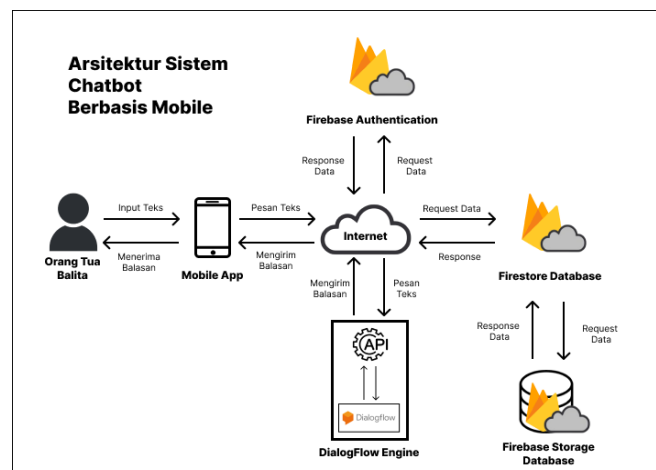 Arsitektur Sistem
Chatbot
Berbasis Mobile
Firebase Authentication
Response
Data
Request
Data
Input Teks
Pesan Teks
Request Data
Internet
Menerima
Balasan
Mengirim
Balasan
Response
Orang Tua
Balita
Mobile App
Firestore Database
Mengirim
Balasan
Pesan
Teks
API
Dialogflow
DialogFlow Engine
Response
Data
Request
Data
Firebase Storage
Database